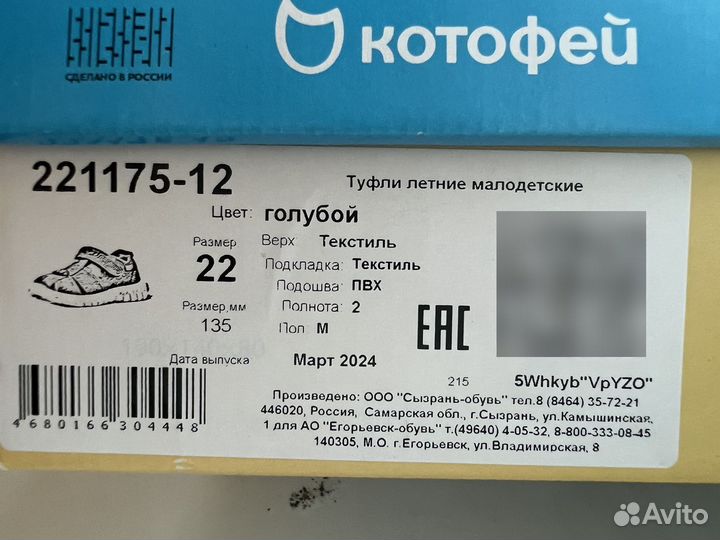 СДЕЛАНО В РОССИИ
котофей
221175-12
Туфли летние малодетские
Цвет: голубой
Размер
22
Размер,мм
135
Верх Текстиль
Подкладка: Текстиль
Подошва: ПВХ
Полнота: 2
Пол М
EAC
Дата выпуска Март 2024
215 5Whkyb"VpYZO"
4680166304448
Произведено: ООО "Сызрань-обувь" тел.8 (8464) 35-72-21
446020, Россия, Самарская обл., г.Сызрань, ул.Камышинская,
1 для АО "Егорьевск-обувь" т.(49640) 4-05-32, 8-800-333-08-45
140305, М.О. г.Егорьевск, ул.Владимирская, 8
Avito